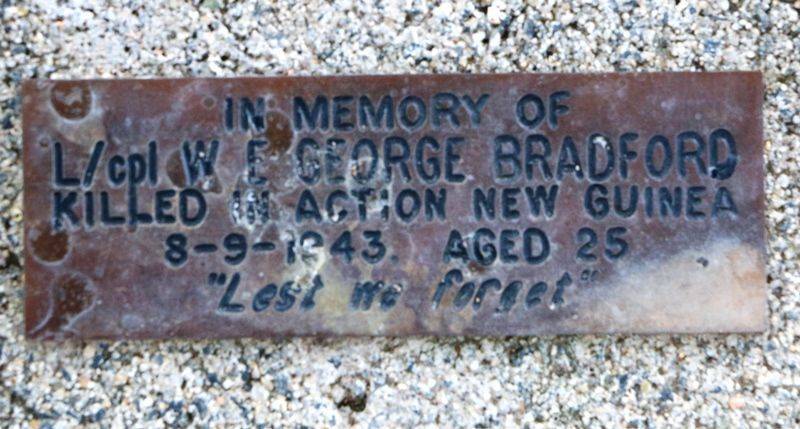 IN MEMORY OF
L/cpl W E GEORGE BRADFORD
KILLED IN ACTION NEW GUINEA
8-9-1943. AGED 25
"Lest we forget"